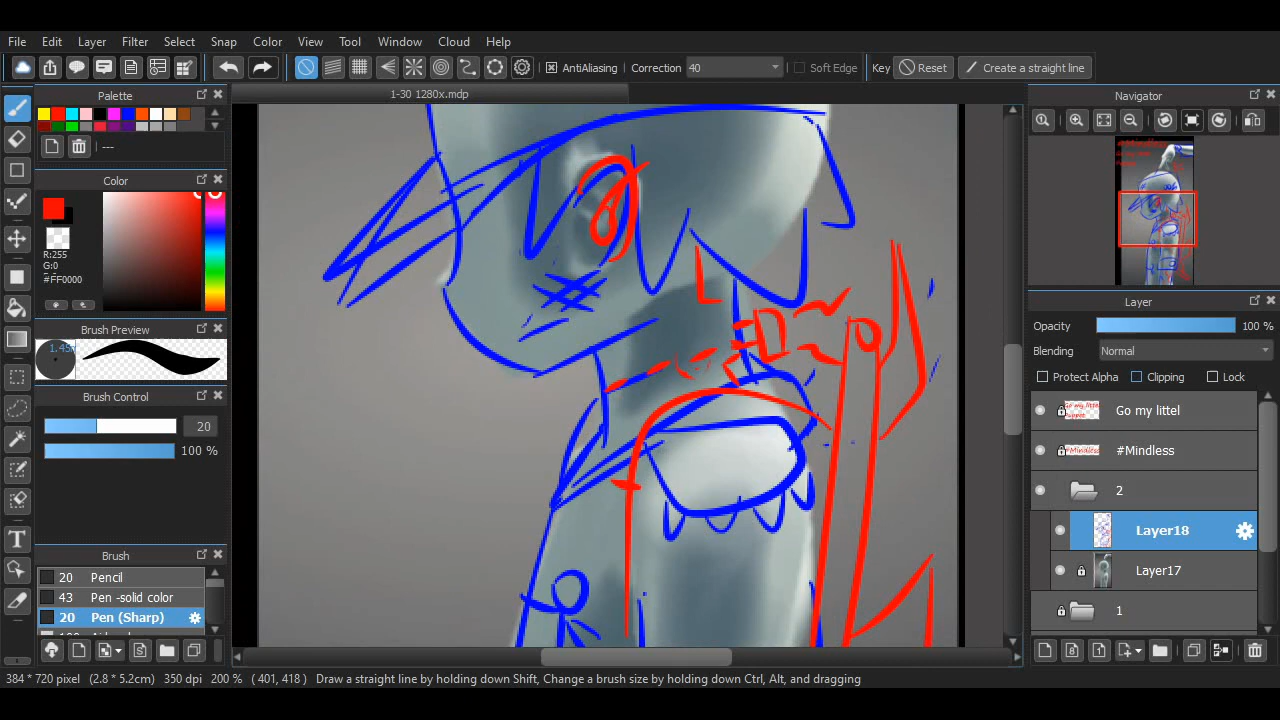 File Edit Layer Filter Select Snap Color View Tool Window Cloud Help
AntiAliasing Correction 40 Soft Edge Key Reset Create a straight line
Palette
1-30 1280x.mdp
Navigator
---
Color
#Mindless
R:255
G:0
#FF0000
Layer
Brush Preview
Opacity 100 %
1.45
Blending Normal
Protect Alpha Clipping Lock
Brush Control
Go my littel
20
#Mindless
100 %
2
Layer18
Brush
Layer17
20 Pencil
43 Pen -solid color
20 Pen (Sharp)
1
384 * 720 pixel (2.8 * 5.2cm) 350 dpi 200 % ( 401, 418 ) Draw a straight line by holding down Shift, Change a brush size by holding down Ctrl, Alt, and dragging